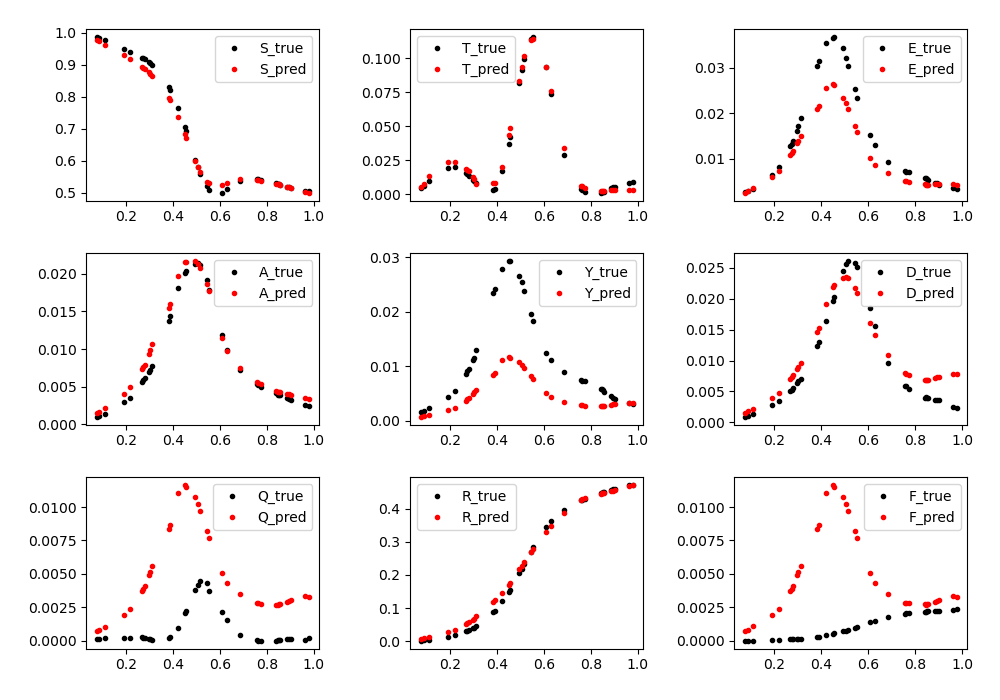 1.0
0.9
0.8
0.7
0.6
0.5
S_true
S_pred
0.2 0.4 0.6 0.8 1.0
0.100
0.075
0.050
0.025
0.000
T_true
T_pred
0.2 0.4 0.6 0.8 1.0
0.03
0.02
0.01
E_true
E_pred
0.2 0.4 0.6 0.8 1.0
0.020
0.015
0.010
0.005
0.000
A_true
A_pred
0.2 0.4 0.6 0.8 1.0
0.03
0.02
0.01
0.00
Y_true
Y_pred
0.2 0.4 0.6 0.8 1.0
0.025
0.020
0.015
0.010
0.005
0.000
D_true
D_pred
0.2 0.4 0.6 0.8 1.0
0.0100
0.0075
0.0050
0.0025
0.0000
Q_true
Q_pred
0.2 0.4 0.6 0.8 1.0
0.4
0.3
0.2
0.1
0.0
R_true
R_pred
0.2 0.4 0.6 0.8 1.0
0.0100
0.0075
0.0050
0.0025
0.0000
F_true
F_pred
0.2 0.4 0.6 0.8 1.0